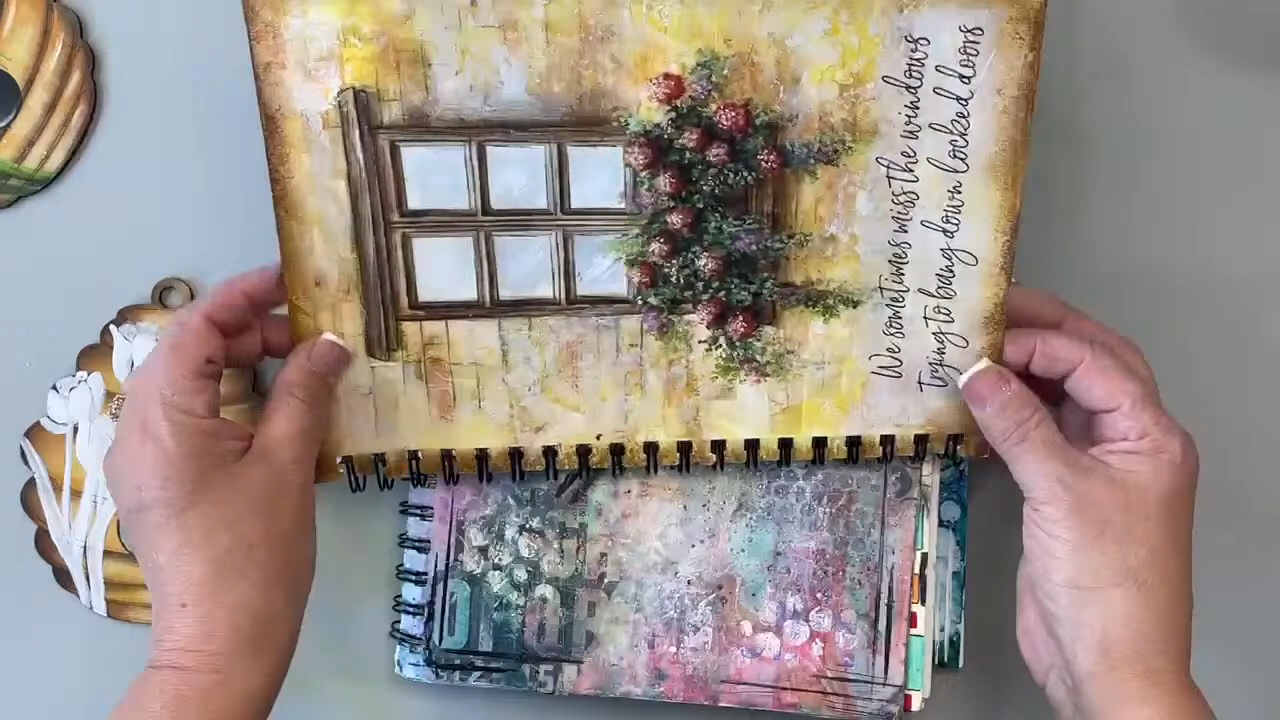 We sometimes miss the windows
trying to bang down locked doors